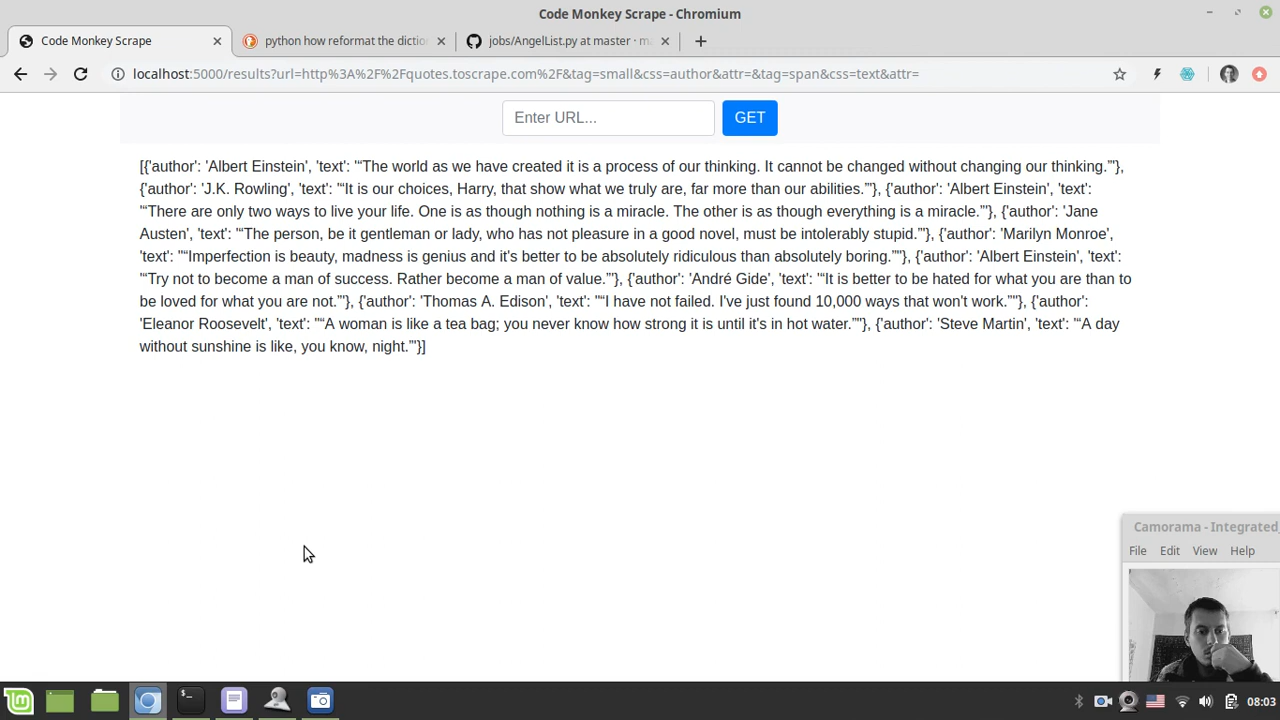 Code Monkey Scrape - Chromium
Code Monkey Scrape
python how reformat the dictio
jobs/AngelList.py at master · m
localhost:5000/results?url=http%3A%2F%2Fquotes.toscrape.com%2F&tag=small&css=author&attr=&tag=span&css=text&attr=
Enter URL...
GET
[{'author': 'Albert Einstein', 'text': '“The world as we have created it is a process of our thinking. It cannot be changed without changing our thinking.”'},
{'author': 'J.K. Rowling', 'text': '“It is our choices, Harry, that show what we truly are, far more than our abilities.”'}, {'author': 'Albert Einstein', 'text':
'“There are only two ways to live your life. One is as though nothing is a miracle. The other is as though everything is a miracle.”'}, {'author': 'Jane
Austen', 'text': '“The person, be it gentleman or lady, who has not pleasure in a good novel, must be intolerably stupid.”'}, {'author': 'Marilyn Monroe',
'text': "“Imperfection is beauty, madness is genius and it's better to be absolutely ridiculous than absolutely boring.”"}, {'author': 'Albert Einstein', 'text':
'“Try not to become a man of success. Rather become a man of value.”'}, {'author': 'André Gide', 'text': '“It is better to be hated for what you are than to
be loved for what you are not.”'}, {'author': 'Thomas A. Edison', 'text': "“I have not failed. I've just found 10,000 ways that won't work.”"}, {'author':
'Eleanor Roosevelt', 'text': "“A woman is like a tea bag; you never know how strong it is until it's in hot water.”"}, {'author': 'Steve Martin', 'text': '“A day
without sunshine is like, you know, night.”'}]
Camorama - Integrated_
File Edit View Help
08:03